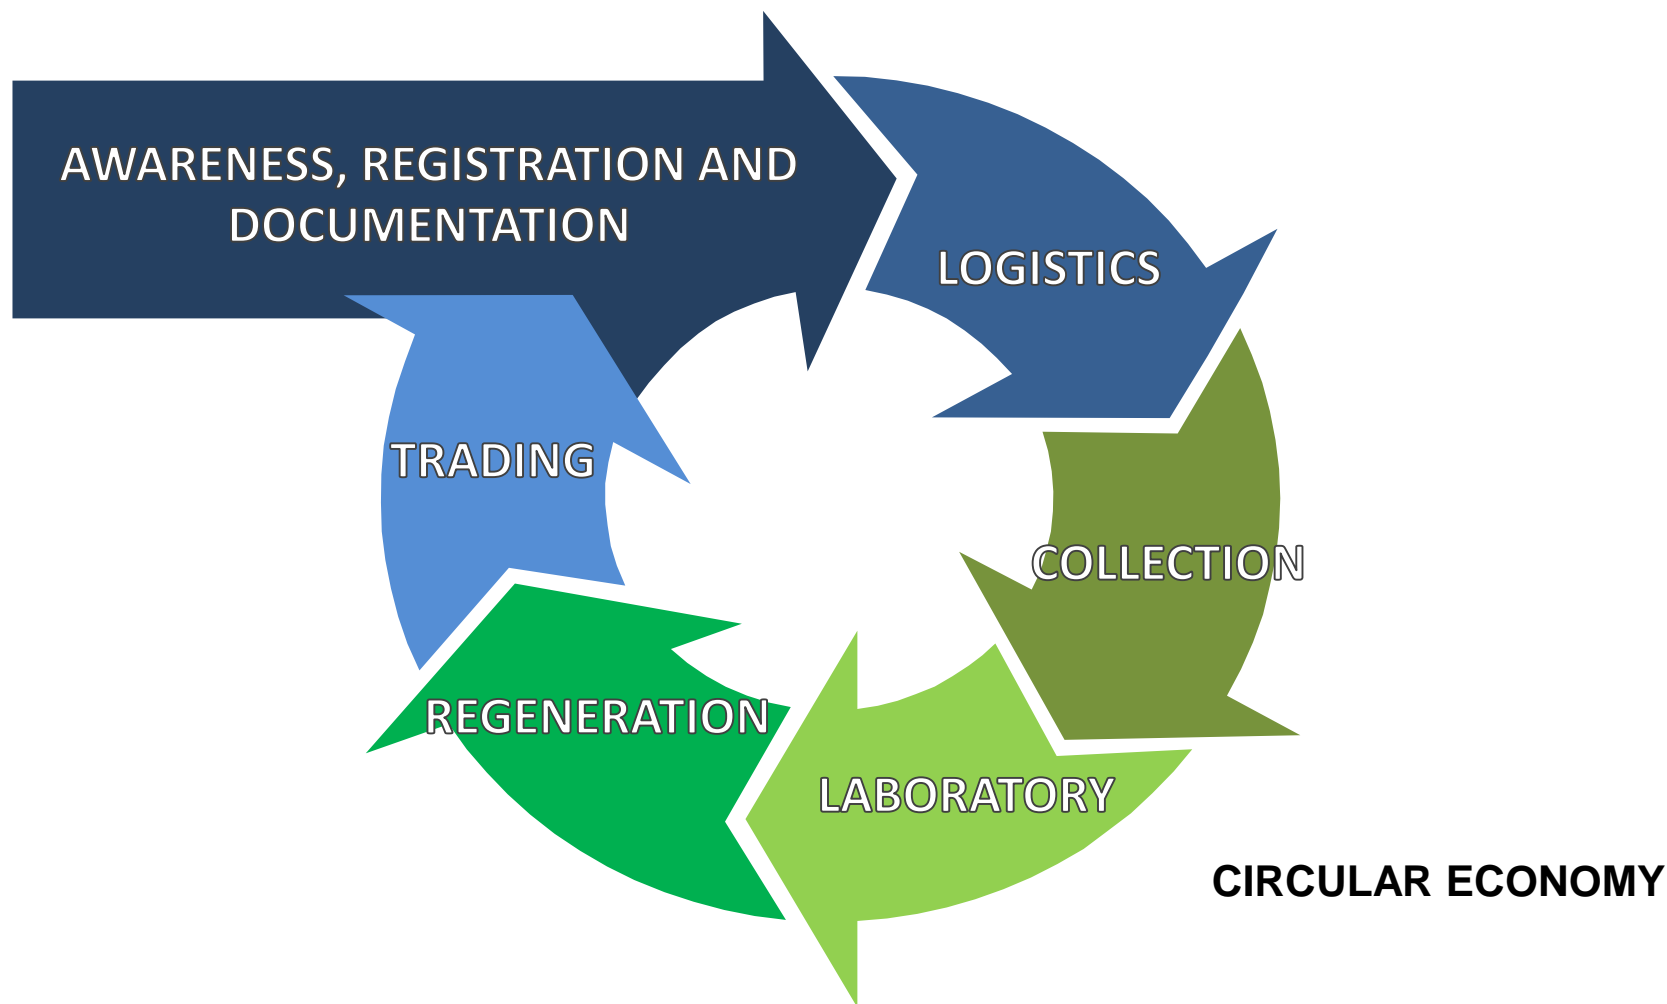 AWARENESS, REGISTRATION AND
DOCUMENTATION
LOGISTICS
COLLECTION
LABORATORY
REGENERATION
TRADING
CIRCULAR ECONOMY